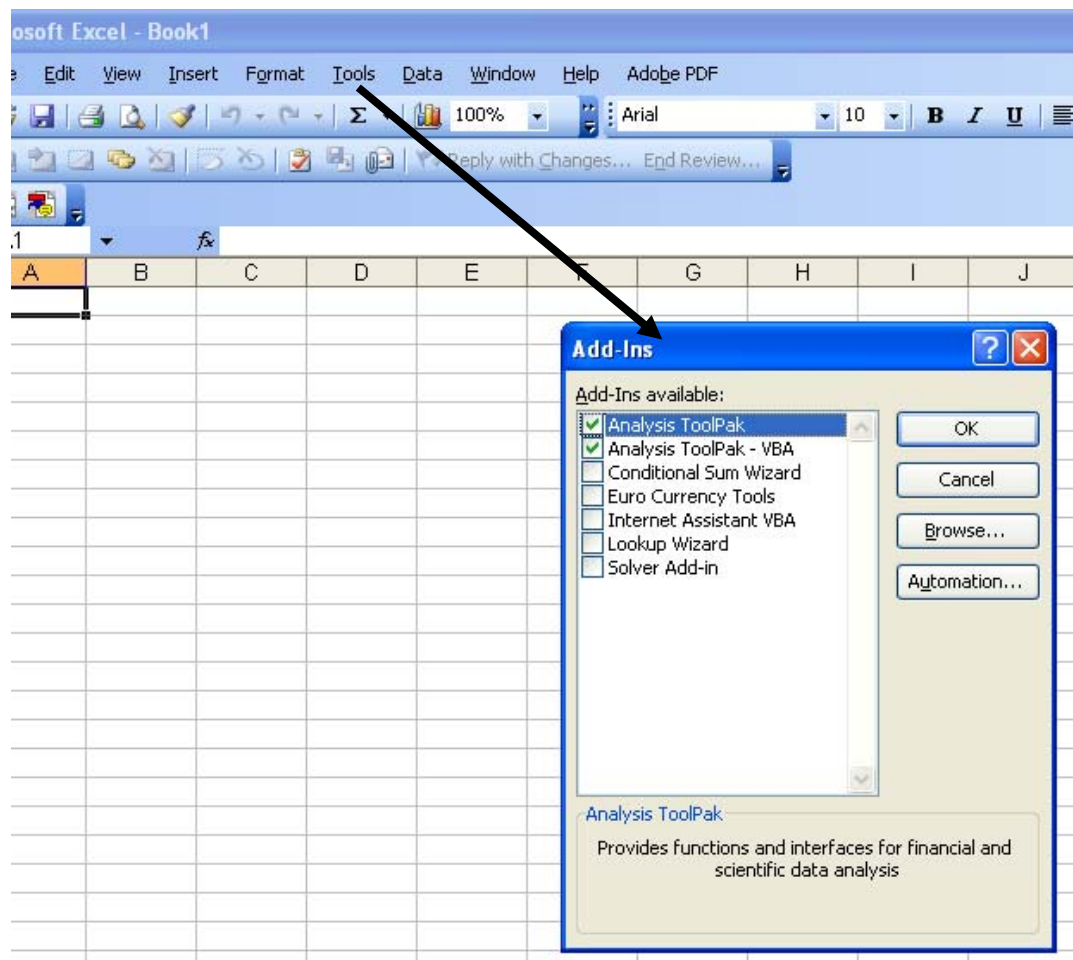 osoft Excel - Book1
Edit View Insert Format Tools Data Window Help Adobe PDF
Σ 100% Arial 10 B I U
Reply with Changes... End Review...
1 fx
A B C D E F G H I J
Add-Ins
Add-Ins available:
Analysis ToolPak
Analysis ToolPak - VBA
Conditional Sum Wizard
Euro Currency Tools
Internet Assistant VBA
Lookup Wizard
Solver Add-in
OK
Cancel
Browse...
Automation...
Analysis ToolPak
Provides functions and interfaces for financial and
scientific data analysis